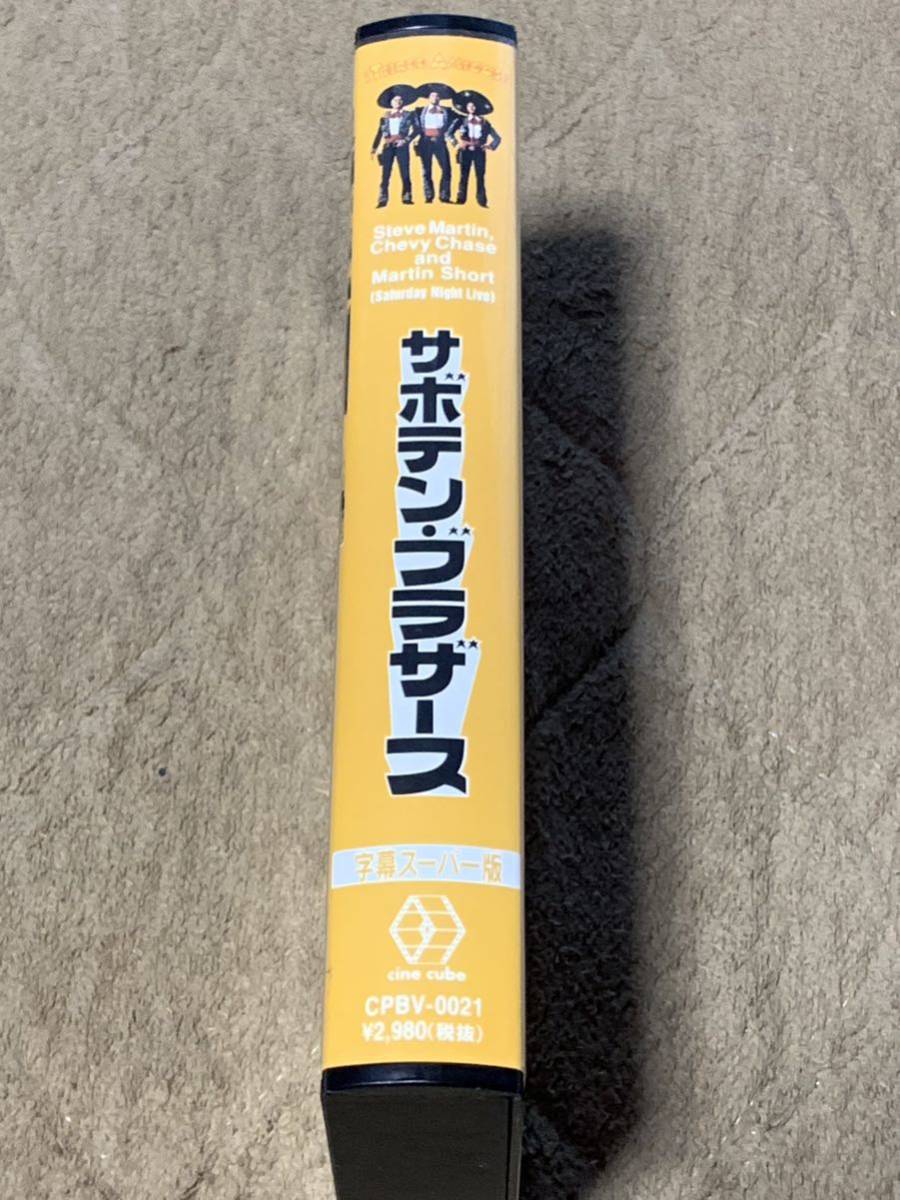 Steve Martin,
Chevy Chase
and
Martin Short
(Saturday Night Live)
サボテン・ブラザース
字幕スーパー版
cine cube
CPBV-0021
¥2,980(税抜)